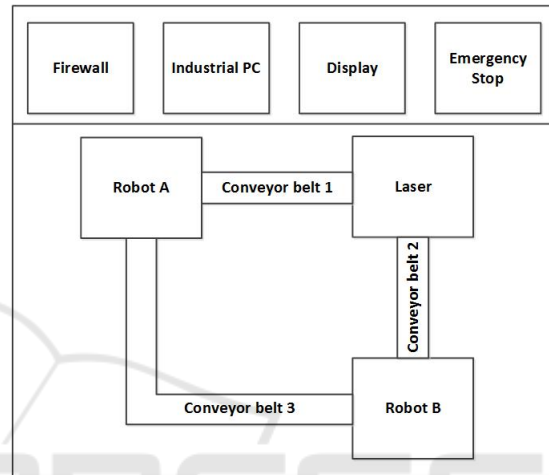 Firewall
Industrial PC
Display
Emergency
Stop
Robot A
Conveyor belt 1
Laser
Conveyor belt 2
Conveyor belt 3
Robot B